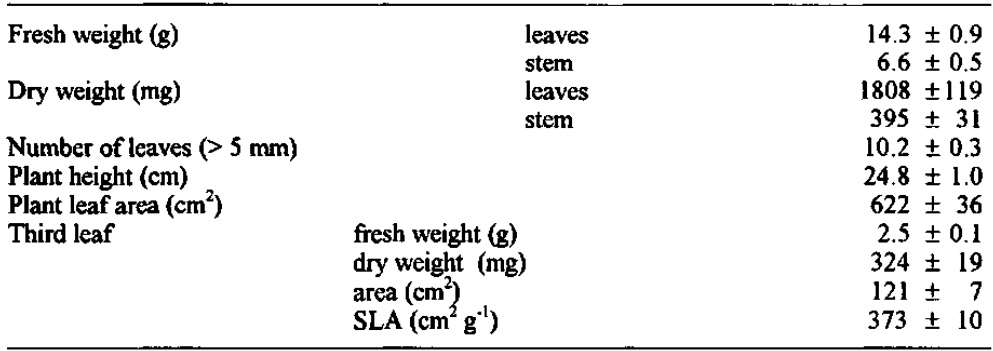 Fresh weight (g) leaves 14.3 ± 0.9
stem 6.6 ± 0.5
Dry weight (mg) leaves 1808 ±119
stem 395 ± 31
Number of leaves (> 5 mm) 10.2 ± 0.3
Plant height (cm) 24.8 ± 1.0
Plant leaf area (cm²) 622 ± 36
Third leaf fresh weight (g) 2.5 ± 0.1
dry weight (mg) 324 ± 19
area (cm²) 121 ± 7
SLA (cm² g⁻¹) 373 ± 10